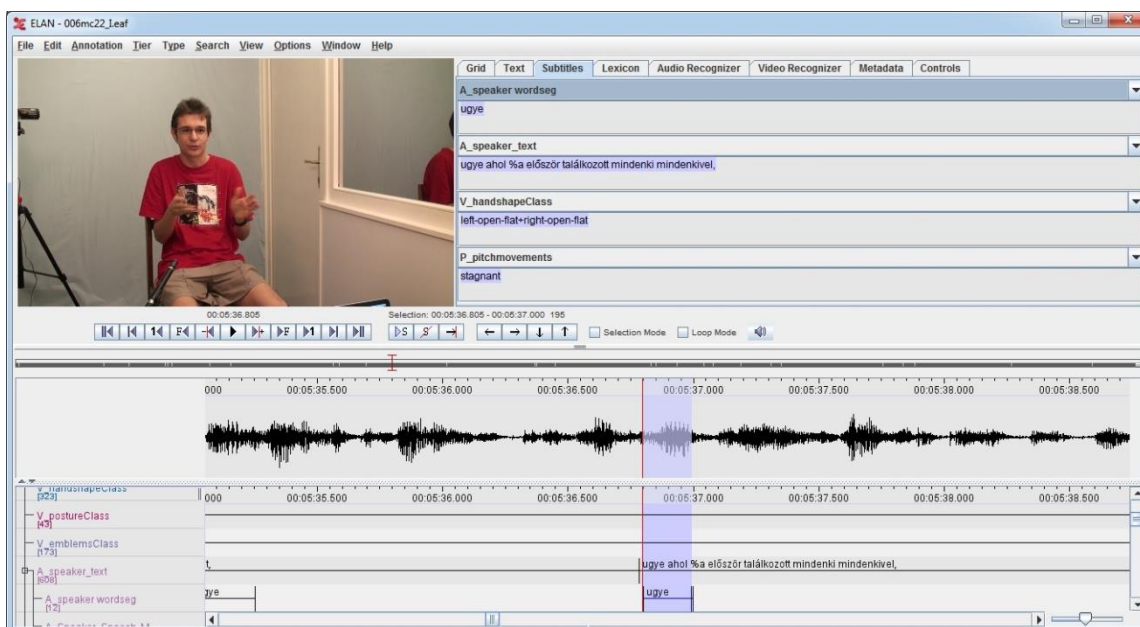 ELAN - 006mc22_I.eaf
File Edit Annotation Tier Type Search View Options Window Help
Grid Text Subtitles Lexicon Audio Recognizer Video Recognizer Metadata Controls
A_speaker wordseg
ugye
A_speaker_text
ugye ahol %a először találkozott mindenki mindenkivel,
V_handshapeClass
left-open-flat+right-open-flat
P_pitchmovements
stagnant
00:05:36.805 Selection: 00:05:36.805 - 00:05:37.000 195
1 F F 1 S S Selection Mode Loop Mode
000 00:05:35.500 00:05:36.000 00:05:36.500 00:05:37.000 00:05:37.500 00:05:38.000 00:05:38.500
V_handshapeClass
[323]
000 00:05:35.500 00:05:36.000 00:05:36.500 00:05:37.000 00:05:37.500 00:05:38.000 00:05:38.500
V_postureClass
[43]
V_emblemsClass
[173]
A_speaker_text
[608]
t, ugye ahol %a először találkozott mindenki mindenkivel,
A_speaker wordseg
[12]
gye ugye